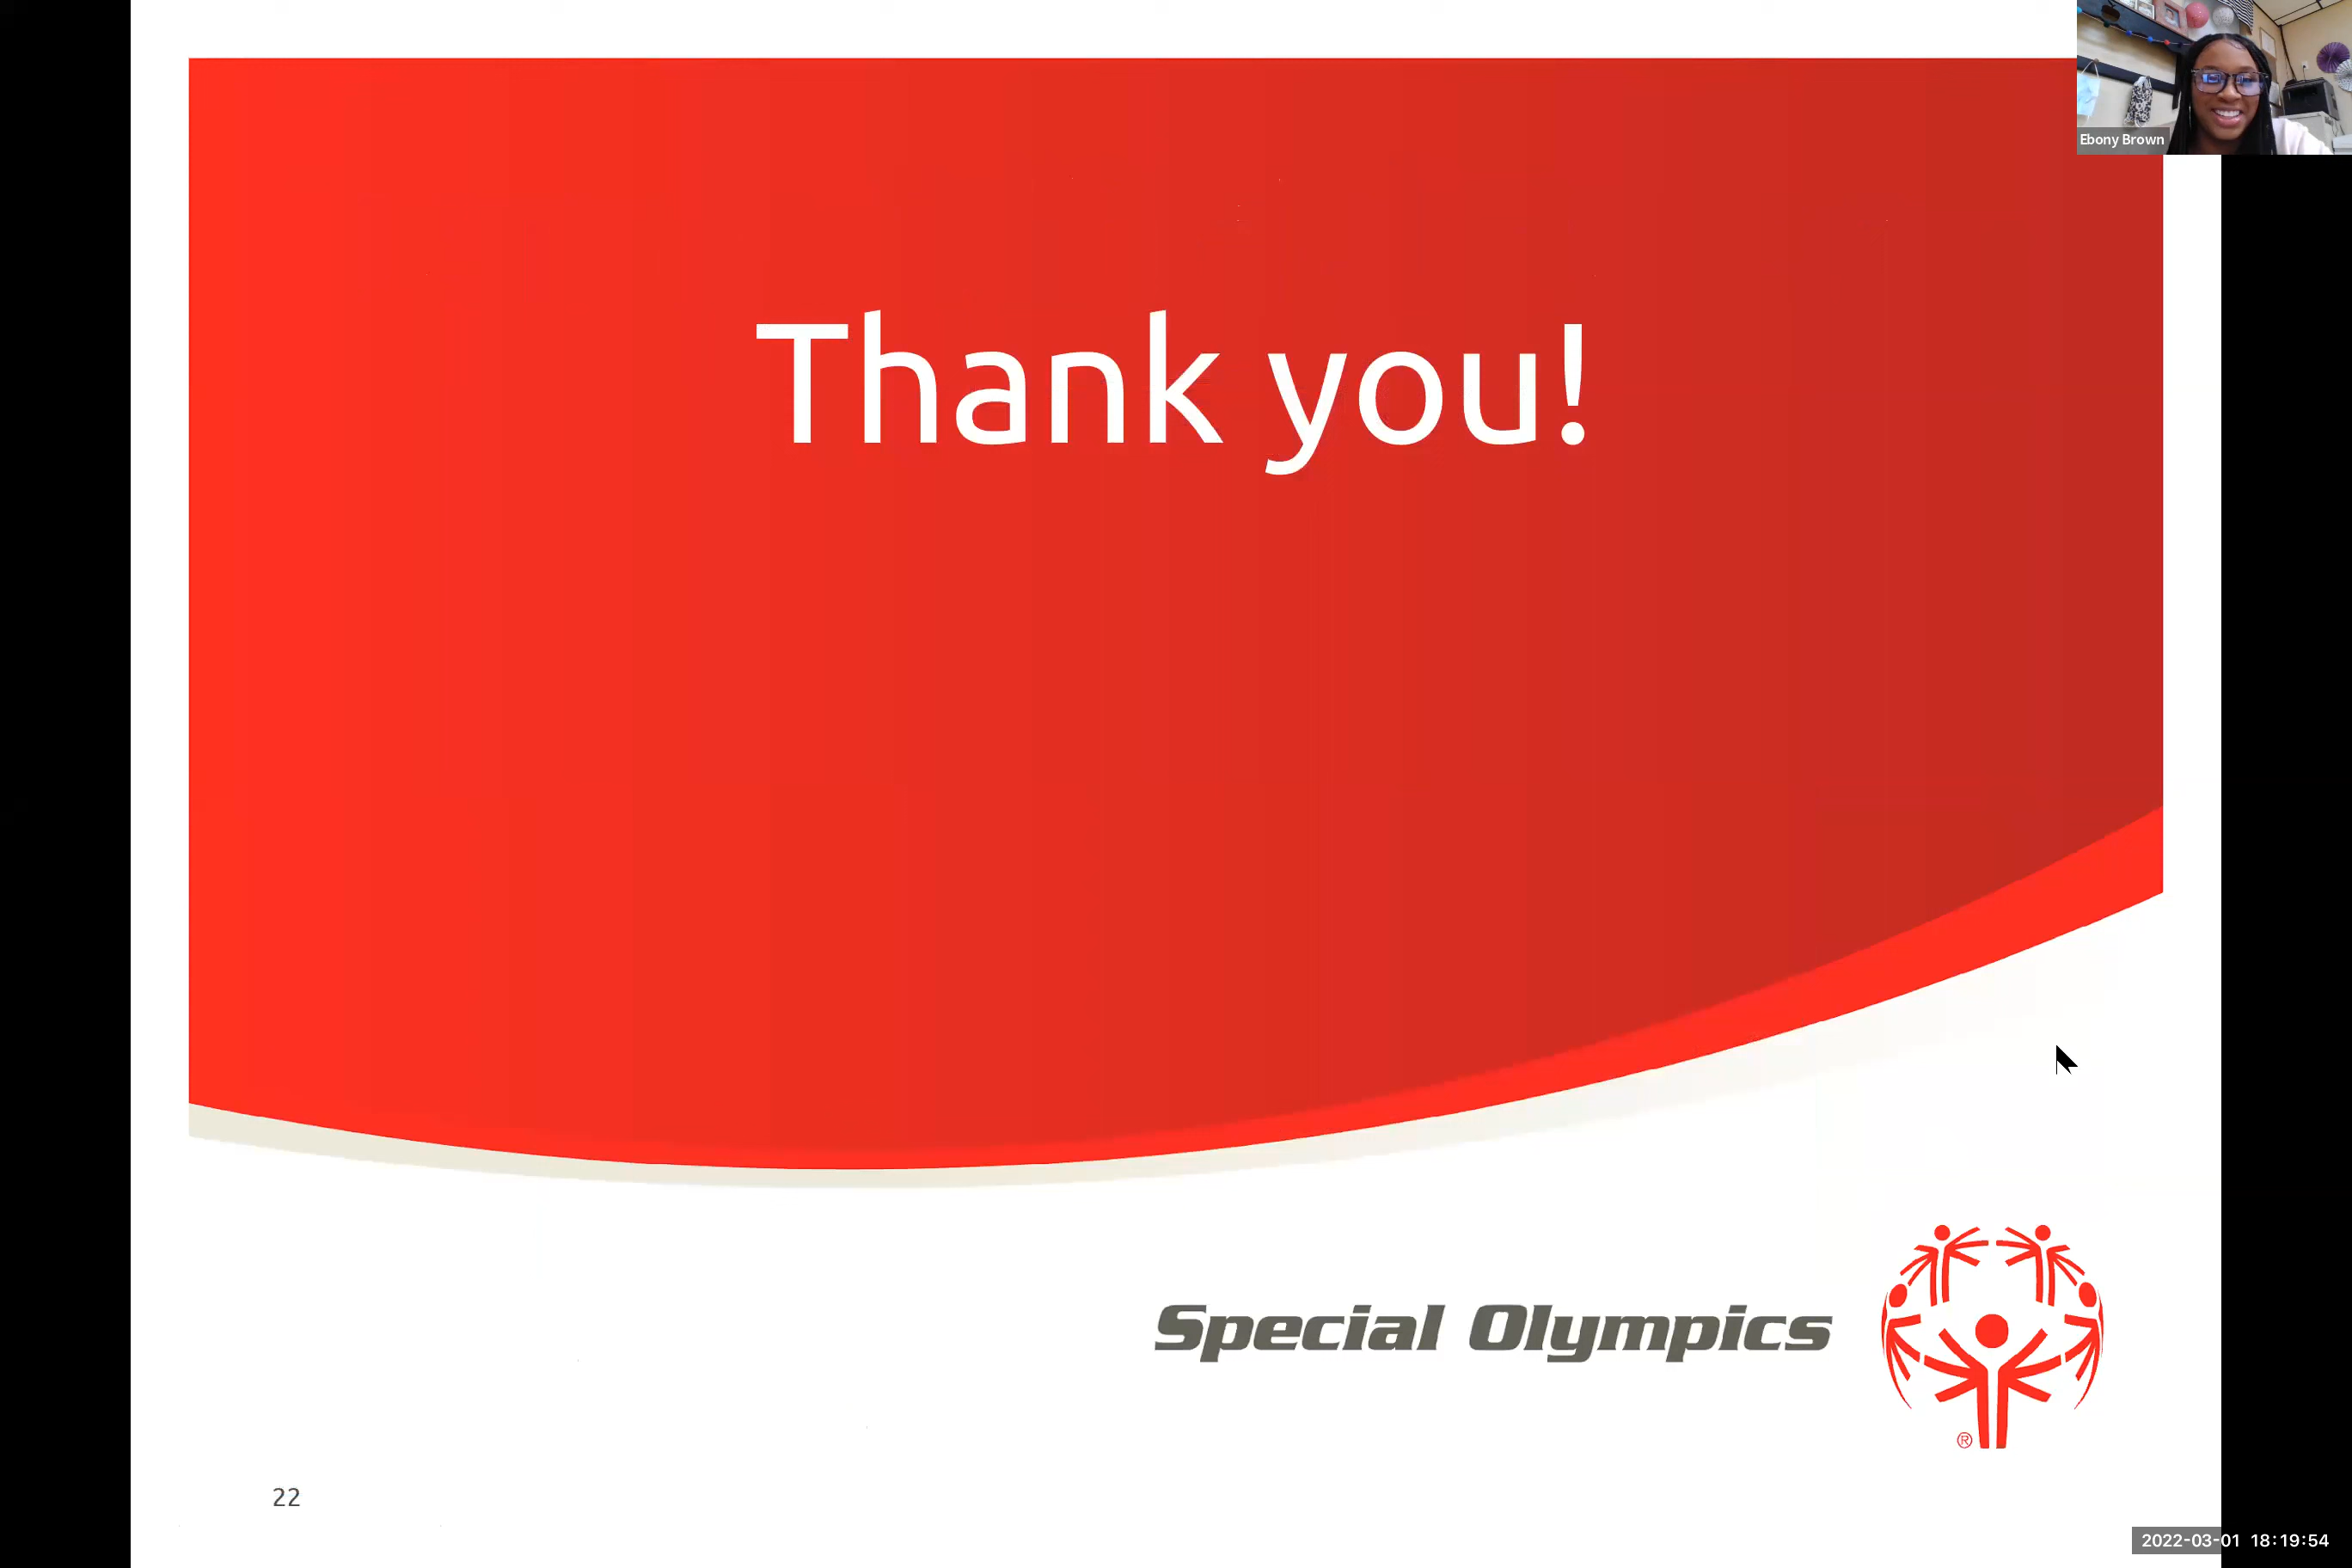 Ebony Brown
Thank you!
Special Olympics
®
22
2022-03-01 18:19:54